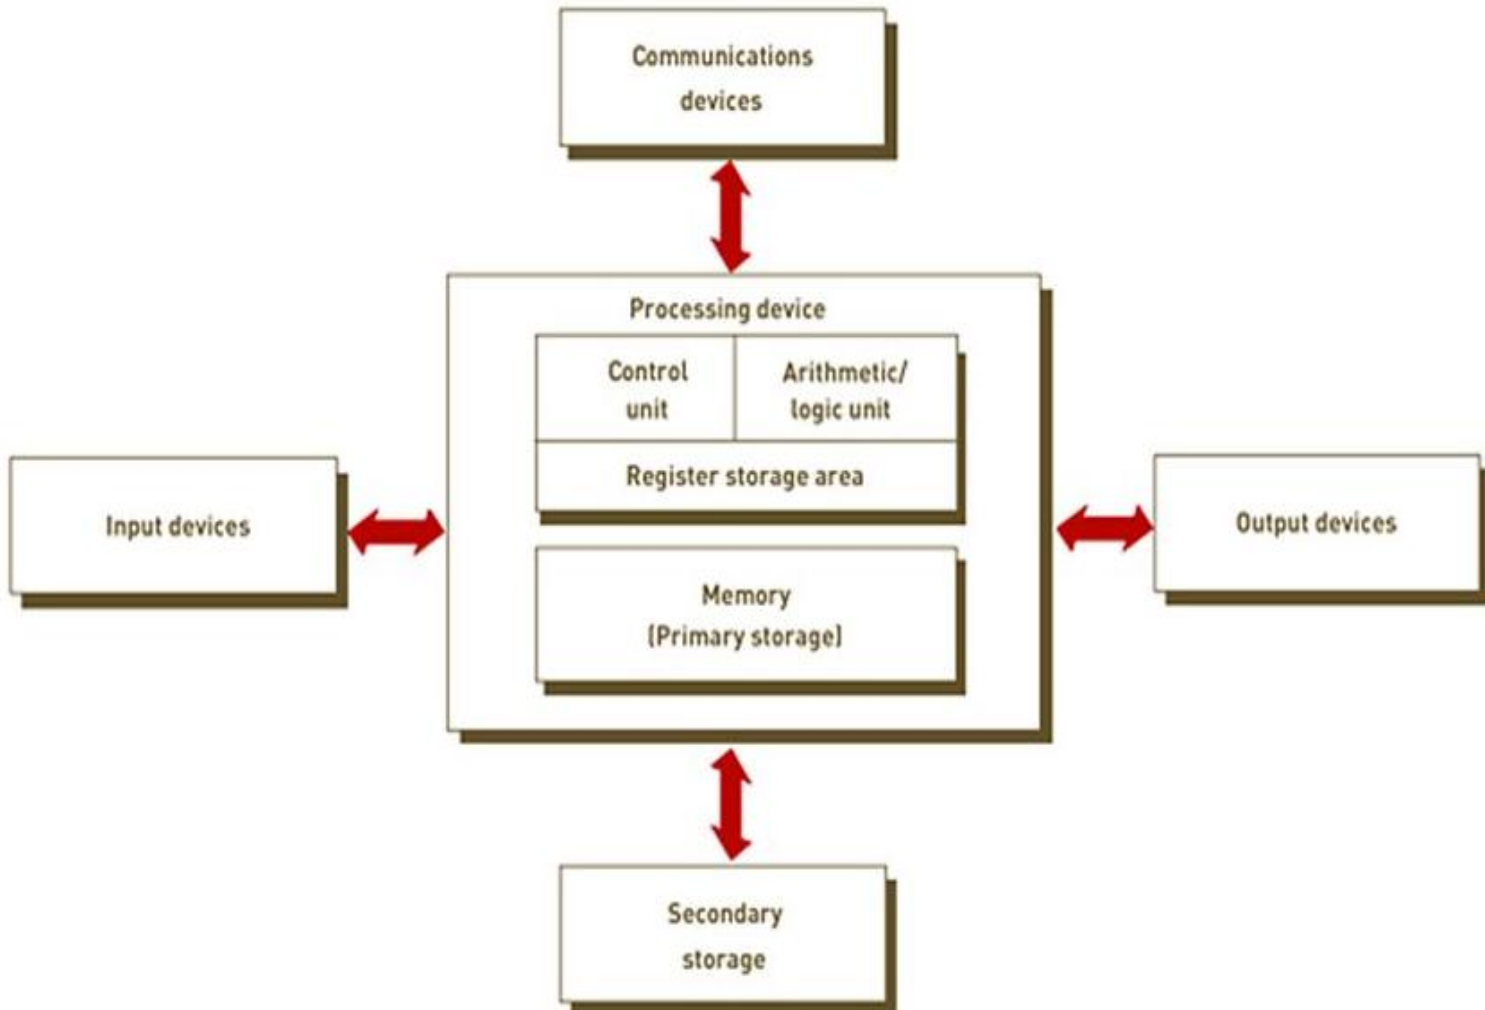 Communications
devices
Processing device
Control
unit
Arithmetic/
logic unit
Register storage area
Input devices
Output devices
Memory
(Primary storage)
Secondary
storage